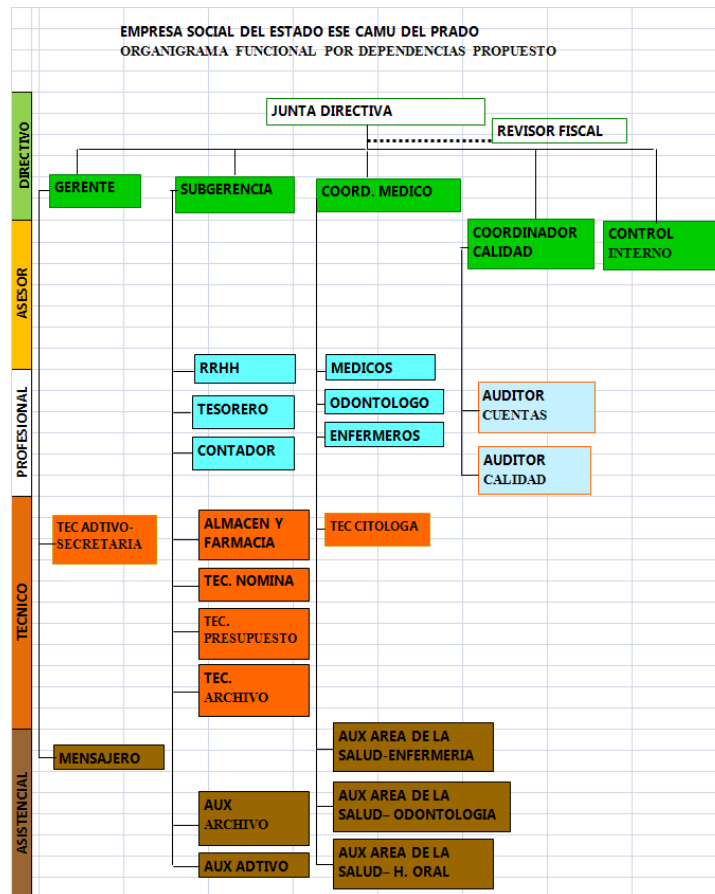 EMPRESA SOCIAL DEL ESTADO ESE CAMU DEL PRADO
ORGANIGRAMA FUNCIONAL POR DEPENDENCIAS PROPUESTO
DIRECTIVO
JUNTA DIRECTIVA
REVISOR FISCAL
GERENTE
SUBGERENCIA
COORD. MEDICO
ASESOR
COORDINADOR
CALIDAD
CONTROL
INTERNO
PROFESIONAL
RRHH
TESORERO
CONTADOR
MEDICOS
ODONTOLOGO
ENFERMEROS
AUDITOR
CUENTAS
AUDITOR
CALIDAD
TECNICO
TEC ADTIVO-
SECRETARIA
ALMACEN Y
FARMACIA
TEC. NOMINA
TEC.
PRESUPUESTO
TEC.
ARCHIVO
TEC CITOLOGA
ASISTENCIAL
MENSAJERO
AUX
ARCHIVO
AUX ADTIVO
AUX AREA DE LA
SALUD-ENFERMERIA
AUX AREA DE LA
SALUD– ODONTOLOGIA
AUX AREA DE LA
SALUD– H. ORAL